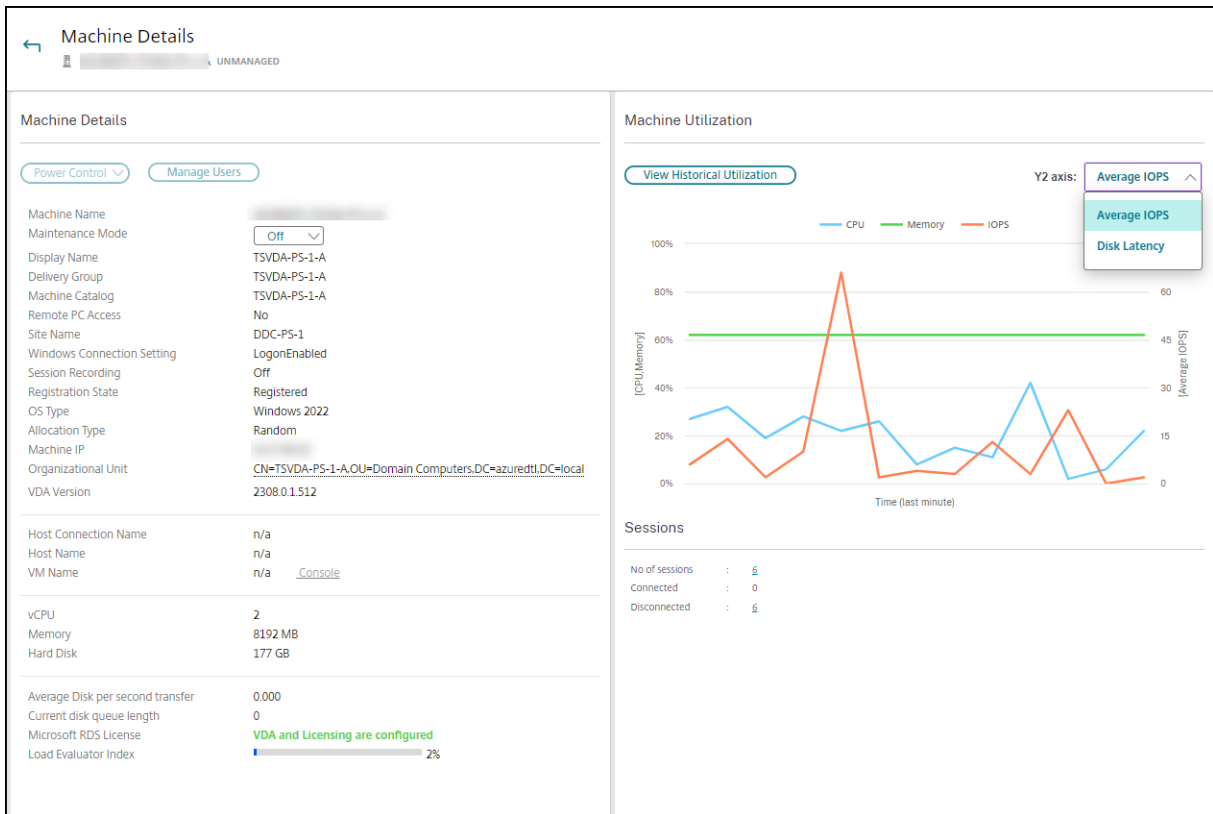 Machine Details
UNMANAGED
Machine Details
Power Control
Manage Users
Machine Name
Maintenance Mode Off
Display Name TSVDA-PS-1-A
Delivery Group TSVDA-PS-1-A
Machine Catalog TSVDA-PS-1-A
Remote PC Access No
Site Name DDC-PS-1
Windows Connection Setting LogonEnabled
Session Recording Off
Registration State Registered
OS Type Windows 2022
Allocation Type Random
Machine IP
Organizational Unit CN=TSVDA-PS-1-A,OU=Domain Computers,DC=azuredtl,DC=local
VDA Version 2308.0.1.512
Host Connection Name n/a
Host Name n/a
VM Name n/a Console
vCPU 2
Memory 8192 MB
Hard Disk 177 GB
Average Disk per second transfer 0.000
Current disk queue length 0
Microsoft RDS License VDA and Licensing are configured
Load Evaluator Index 2%
Machine Utilization
View Historical Utilization
Y2 axis: Average IOPS
Average IOPS
Disk Latency
CPU Memory IOPS
100%
80% 60
60% 45
40% 30
20% 15
0% 0
[CPU,Memory]
[Average IOPS]
Time (last minute)
Sessions
No of sessions : 6
Connected : 0
Disconnected : 6